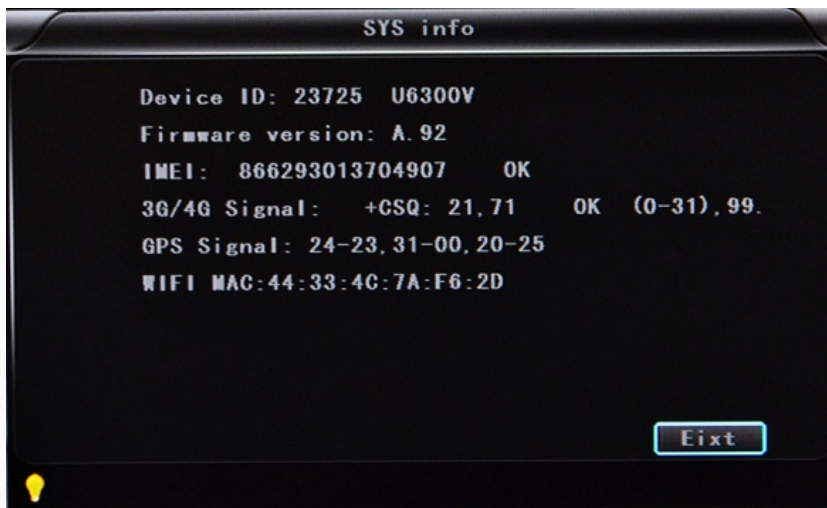 SYS info
Device ID: 23725 U6300V
Firmware version: A.92
IMEI: 866293013704907 OK
3G/4G Signal: +CSQ: 21,71 OK (0-31),99.
GPS Signal: 24-23,31-00,20-25
WIFI MAC:44:33:4C:7A:F6:2D
Eixt